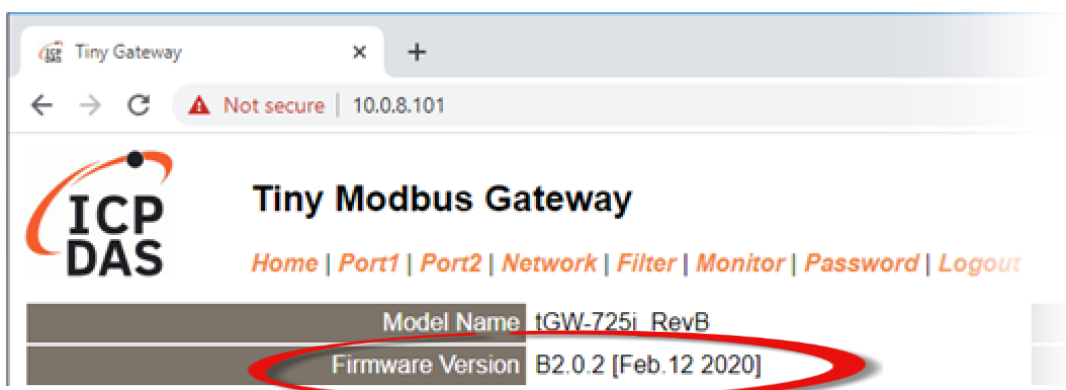 Tiny Gateway
Not secure | 10.0.8.101
ICP
DAS
Tiny Modbus Gateway
Home | Port1 | Port2 | Network | Filter | Monitor | Password | Logout
Model Name tGW-725i_RevB
Firmware Version B2.0.2 [Feb.12 2020]